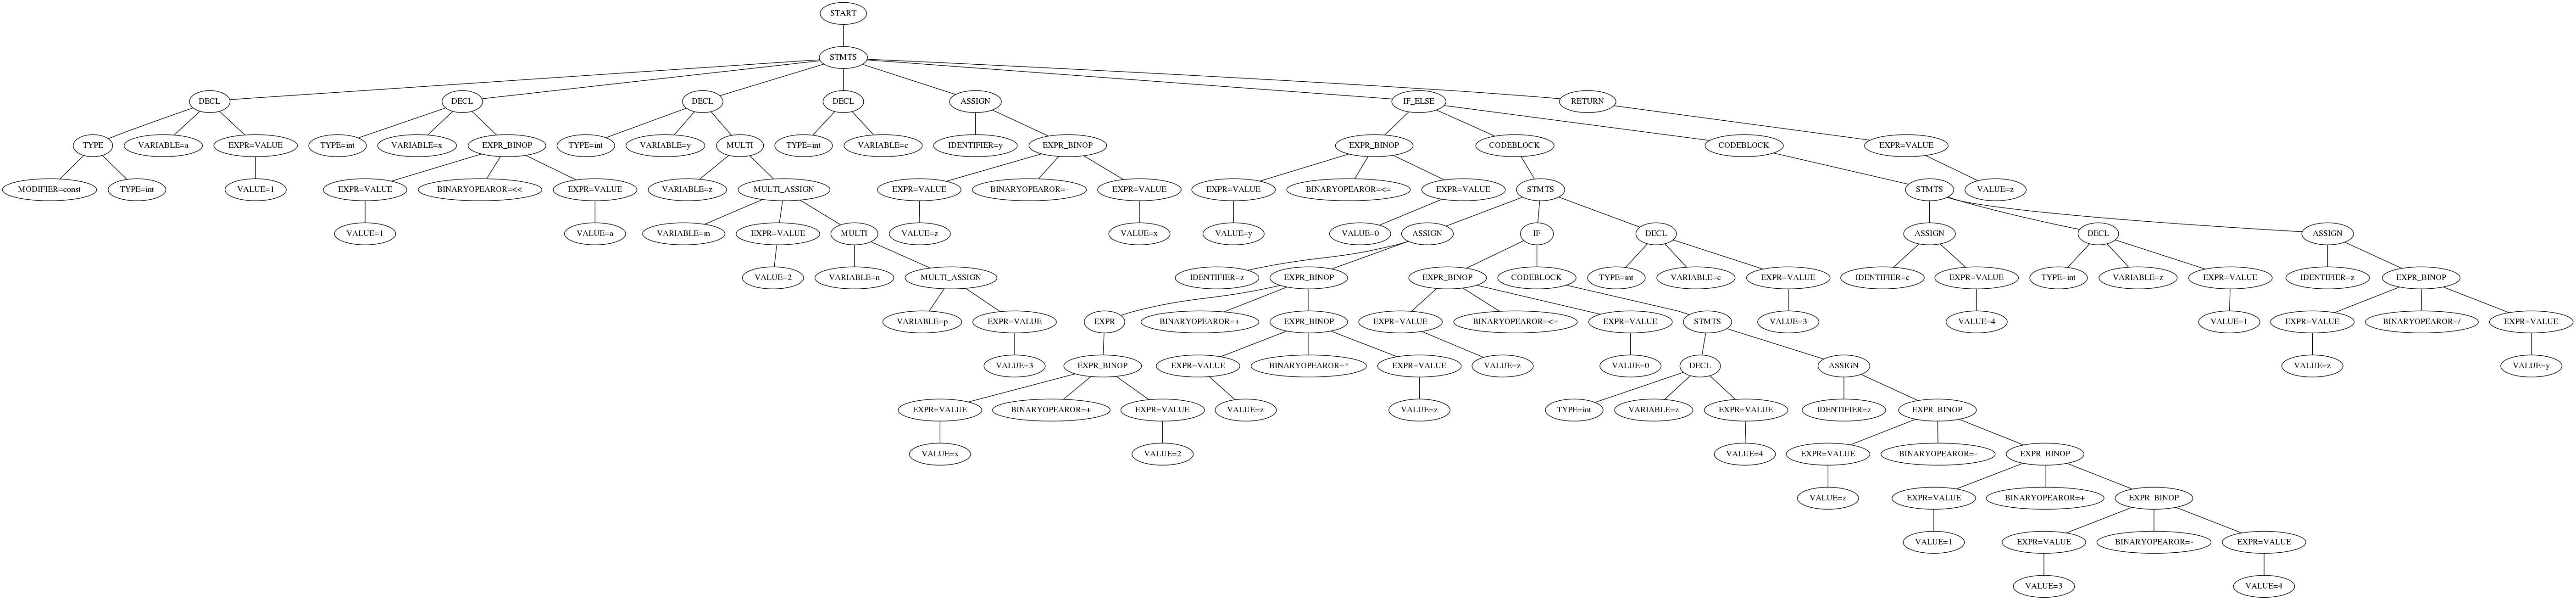 START
STMTS
DECL DECL DECL DECL ASSIGN IF_ELSE RETURN
TYPE VARIABLE=a EXPR=VALUE TYPE=int VARIABLE=x EXPR_BINOP TYPE=int VARIABLE=y MULTI TYPE=int VARIABLE=c IDENTIFIER=y EXPR_BINOP EXPR_BINOP CODEBLOCK CODEBLOCK EXPR=VALUE
MODIFIER=const TYPE=int VALUE=1 EXPR=VALUE BINARYOPEAROR=<< EXPR=VALUE VARIABLE=z MULTI_ASSIGN EXPR=VALUE BINARYOPEAROR=- EXPR=VALUE EXPR=VALUE BINARYOPEAROR=<= EXPR=VALUE STMTS STMTS VALUE=z
VALUE=1 VALUE=a VARIABLE=m EXPR=VALUE MULTI VALUE=z VALUE=x VALUE=y VALUE=0 ASSIGN IF DECL ASSIGN DECL ASSIGN
VALUE=2 VARIABLE=n MULTI_ASSIGN IDENTIFIER=z EXPR_BINOP EXPR_BINOP CODEBLOCK TYPE=int VARIABLE=c EXPR=VALUE IDENTIFIER=c EXPR=VALUE TYPE=int VARIABLE=z EXPR=VALUE IDENTIFIER=z EXPR_BINOP
VARIABLE=p EXPR=VALUE EXPR BINARYOPEAROR=+ EXPR_BINOP EXPR=VALUE BINARYOPEAROR=<= EXPR=VALUE STMTS VALUE=3 VALUE=4 VALUE=1 EXPR=VALUE BINARYOPEAROR=/ EXPR=VALUE
VALUE=3 EXPR_BINOP EXPR=VALUE BINARYOPEAROR=* EXPR=VALUE VALUE=z VALUE=0 DECL ASSIGN VALUE=z VALUE=y
EXPR=VALUE BINARYOPEAROR=+ EXPR=VALUE VALUE=z VALUE=z TYPE=int VARIABLE=z EXPR=VALUE IDENTIFIER=z EXPR_BINOP
VALUE=x VALUE=2 VALUE=4 EXPR=VALUE BINARYOPEAROR=- EXPR_BINOP
VALUE=z EXPR=VALUE BINARYOPEAROR=+ EXPR_BINOP
VALUE=1 EXPR=VALUE BINARYOPEAROR=- EXPR=VALUE
VALUE=3 VALUE=4